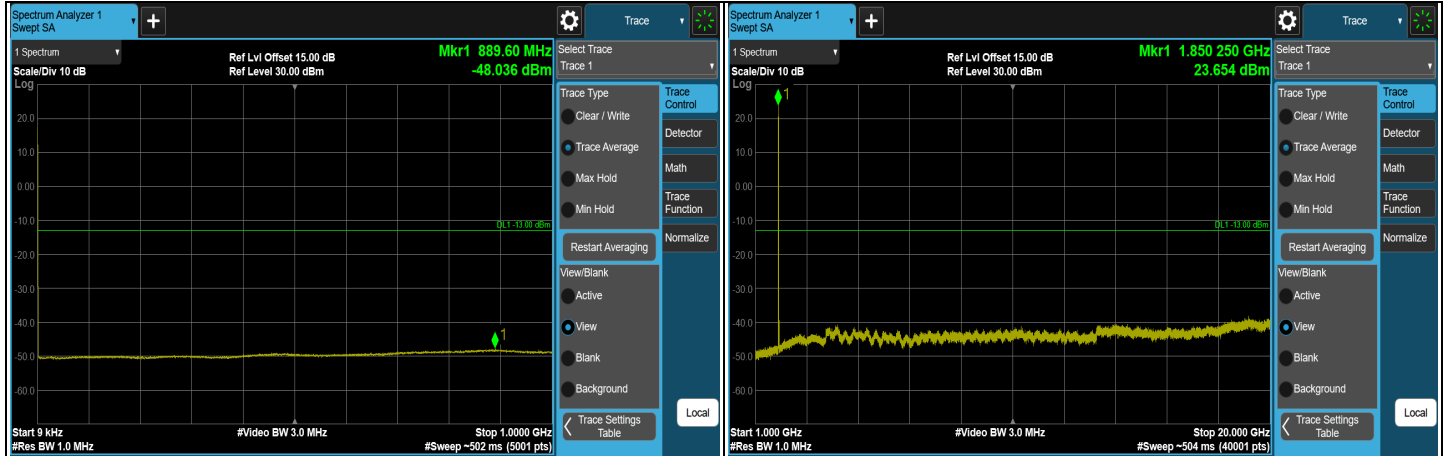 Spectrum Analyzer 1
Swept SA
+
Trace
1 Spectrum
Scale/Div 10 dB
Log
Ref Lvl Offset 15.00 dB
Ref Level 30.00 dBm
Mkr1 889.60 MHz
-48.036 dBm
1
20.0
10.0
0.00
-10.0
-20.0
-30.0
-40.0
-50.0
-60.0
DL1 -13.00 dBm
Start 9 kHz
#Res BW 1.0 MHz
#Video BW 3.0 MHz
Stop 1.0000 GHz
#Sweep ~502 ms (5001 pts)
Select Trace
Trace 1
Trace Type
Clear / Write
Trace Average
Max Hold
Min Hold
Restart Averaging
View/Blank
Active
View
Blank
Background
Trace Settings
Table
Trace
Control
Detector
Math
Trace
Function
Normalize
Local
Spectrum Analyzer 1
Swept SA
+
Trace
1 Spectrum
Scale/Div 10 dB
Log
Ref Lvl Offset 15.00 dB
Ref Level 30.00 dBm
Mkr1 1.850 250 GHz
23.654 dBm
1
20.0
10.0
0.00
-10.0
-20.0
-30.0
-40.0
-50.0
-60.0
DL1 -13.00 dBm
Start 1.000 GHz
#Res BW 1.0 MHz
#Video BW 3.0 MHz
Stop 20.000 GHz
#Sweep ~504 ms (40001 pts)
Select Trace
Trace 1
Trace Type
Clear / Write
Trace Average
Max Hold
Min Hold
Restart Averaging
View/Blank
Active
View
Blank
Background
Trace Settings
Table
Trace
Control
Detector
Math
Trace
Function
Normalize
Local